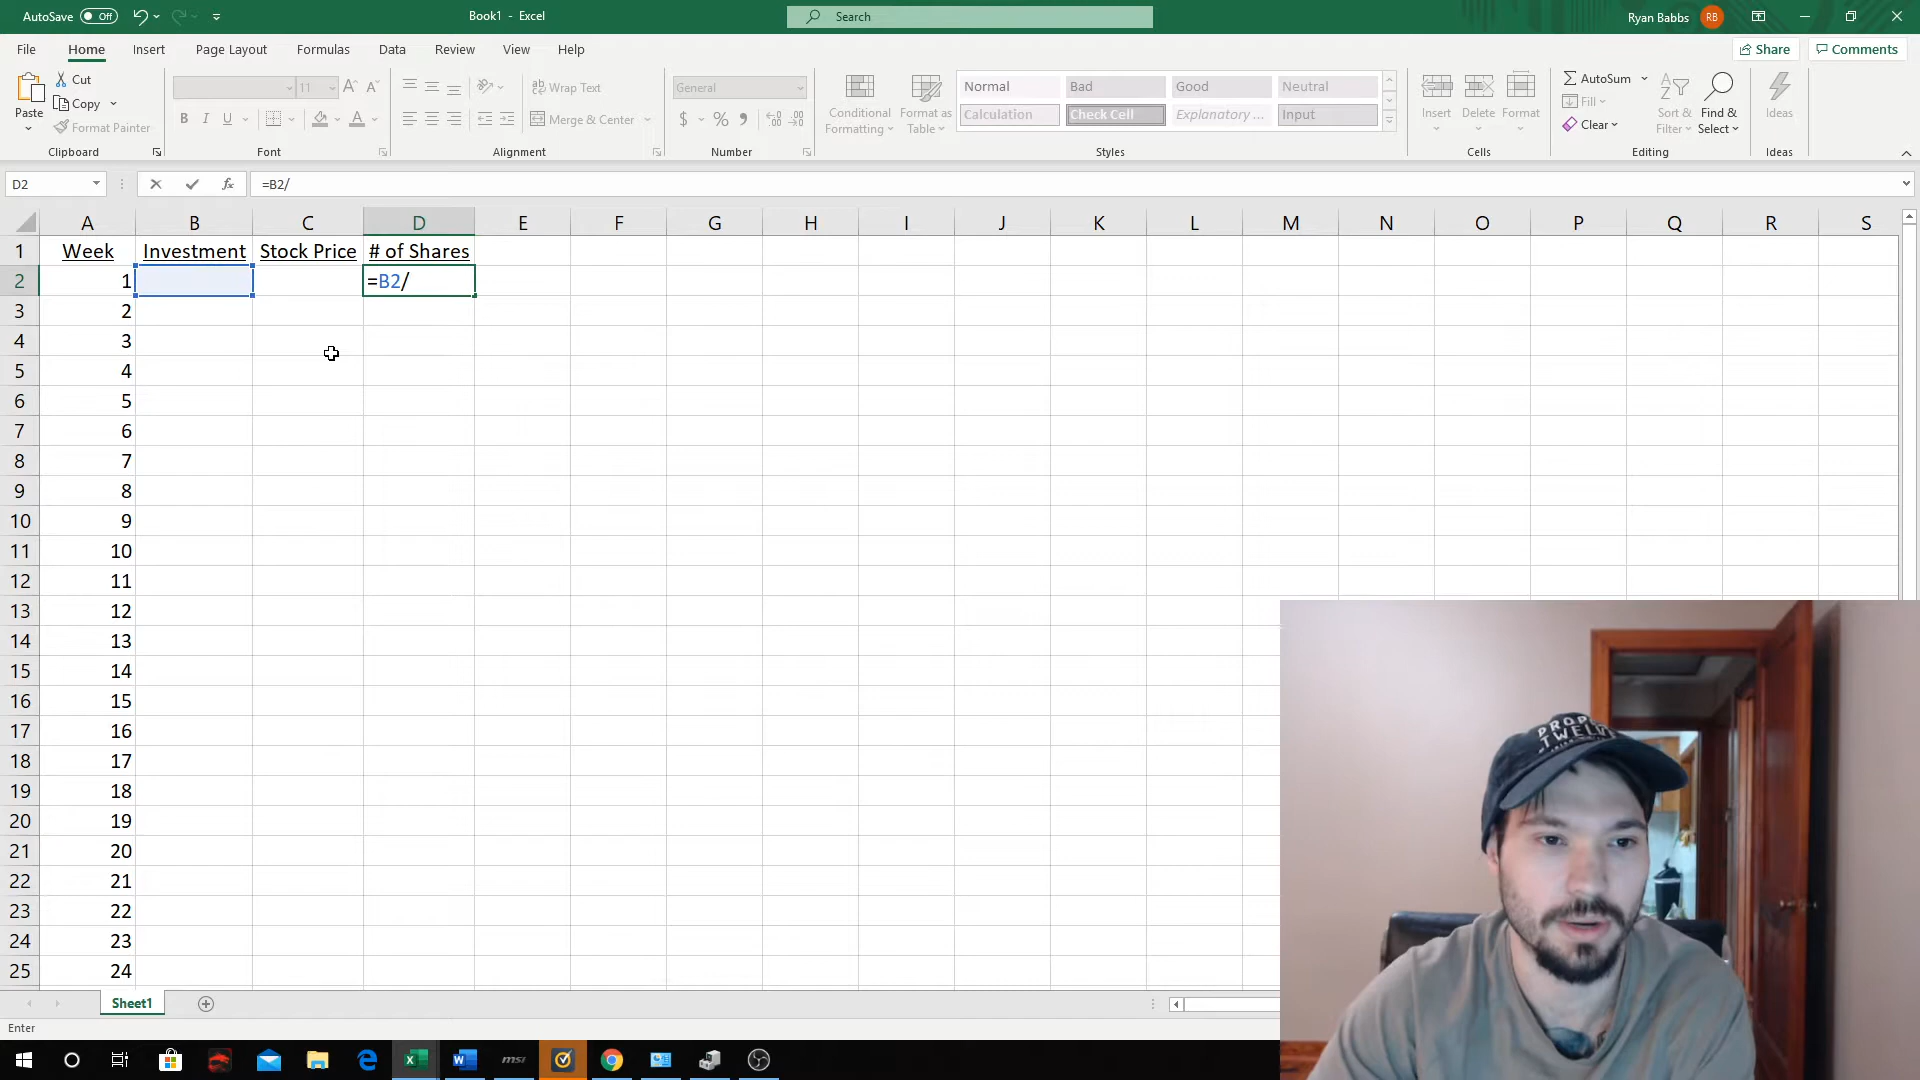 AutoSave Off Book1 - Excel Search Ryan Babbs RB
File Home Insert Page Layout Formulas Data Review View Help Share Comments
Paste Cut Copy Format Painter Clipboard
11 B I U A Font
Wrap Text Merge & Center Alignment
General $ % Number
Conditional Formatting Format as Table
Normal Bad Good Neutral
Calculation Check Cell Explanatory ... Input
Styles
Insert Delete Format Cells
AutoSum Fill Clear Sort & Filter Find & Select Editing
Ideas Ideas
D2 fx =B2/
A B C D E F G H I J K L M N O P Q R S
1 Week Investment Stock Price # of Shares
2 1 =B2/
3 2
4 3
5 4
6 5
7 6
8 7
9 8
10 9
11 10
12 11
13 12
14 13
15 14
16 15
17 16
18 17
19 18
20 19
21 20
22 21
23 22
24 23
25 24
Sheet1
Enter
msi
TWELVE